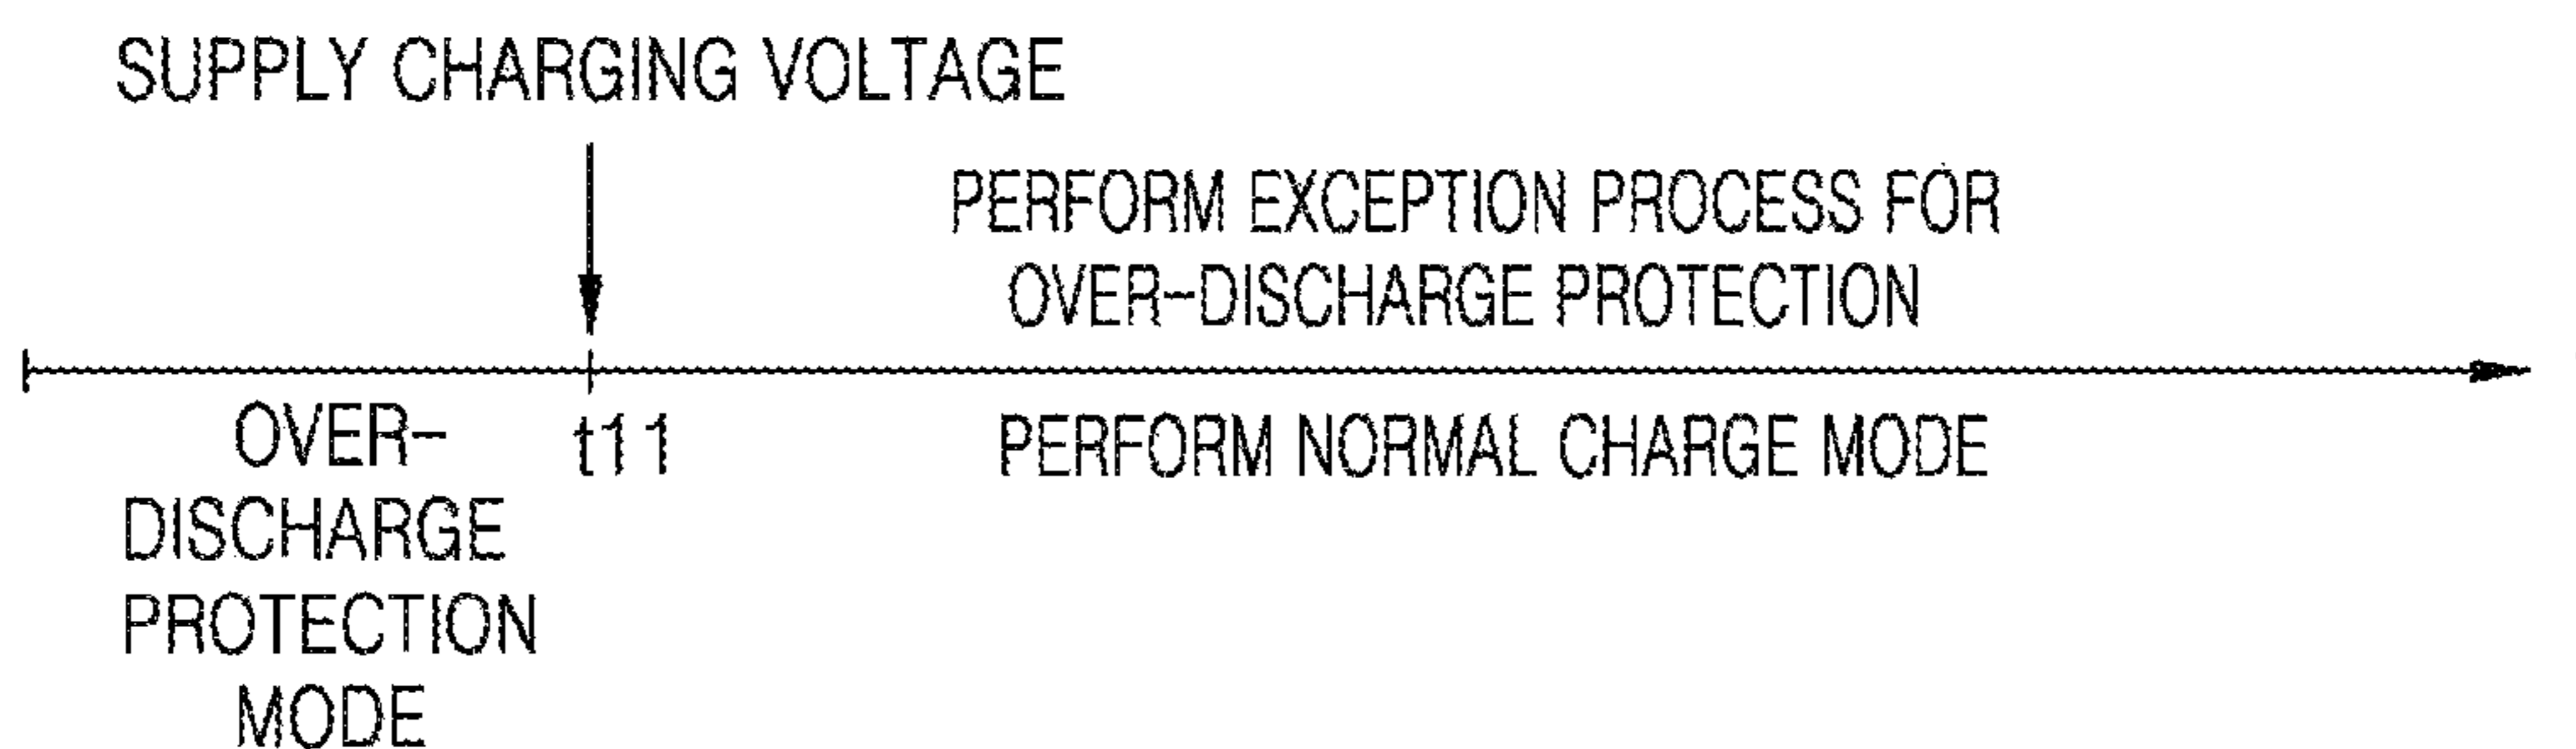 SUPPLY CHARGING VOLTAGE
PERFORM EXCEPTION PROCESS FOR
OVER-DISCHARGE PROTECTION
OVER-
DISCHARGE
PROTECTION
MODE
t11
PERFORM NORMAL CHARGE MODE